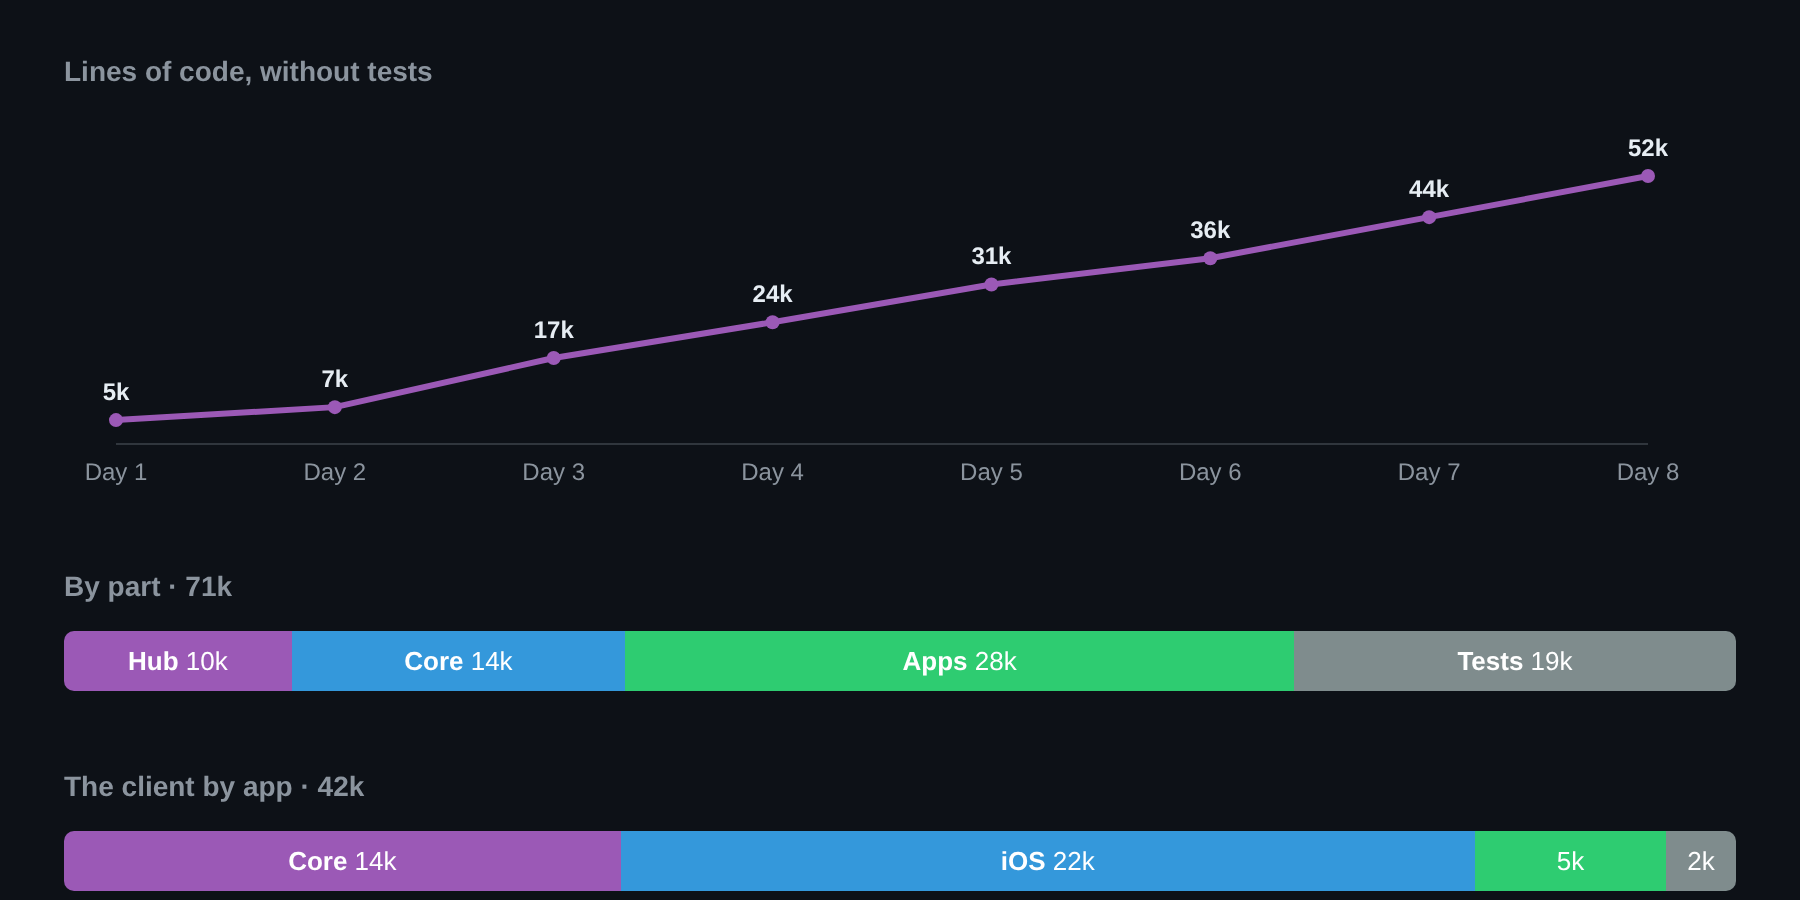 Lines of code, without tests
52k
44k
36k
31k
24k
17k
7k
5k
Day 1 Day 2 Day 3 Day 4 Day 5 Day 6 Day 7 Day 8
By part · 71k
Hub 10k Core 14k Apps 28k Tests 19k
The client by app · 42k
Core 14k iOS 22k 5k 2k